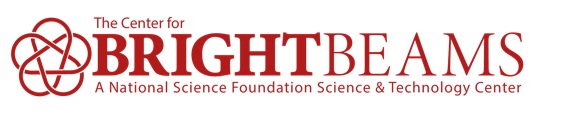 The Center for
BRIGHTBEAMS
A National Science Foundation Science & Technology Center